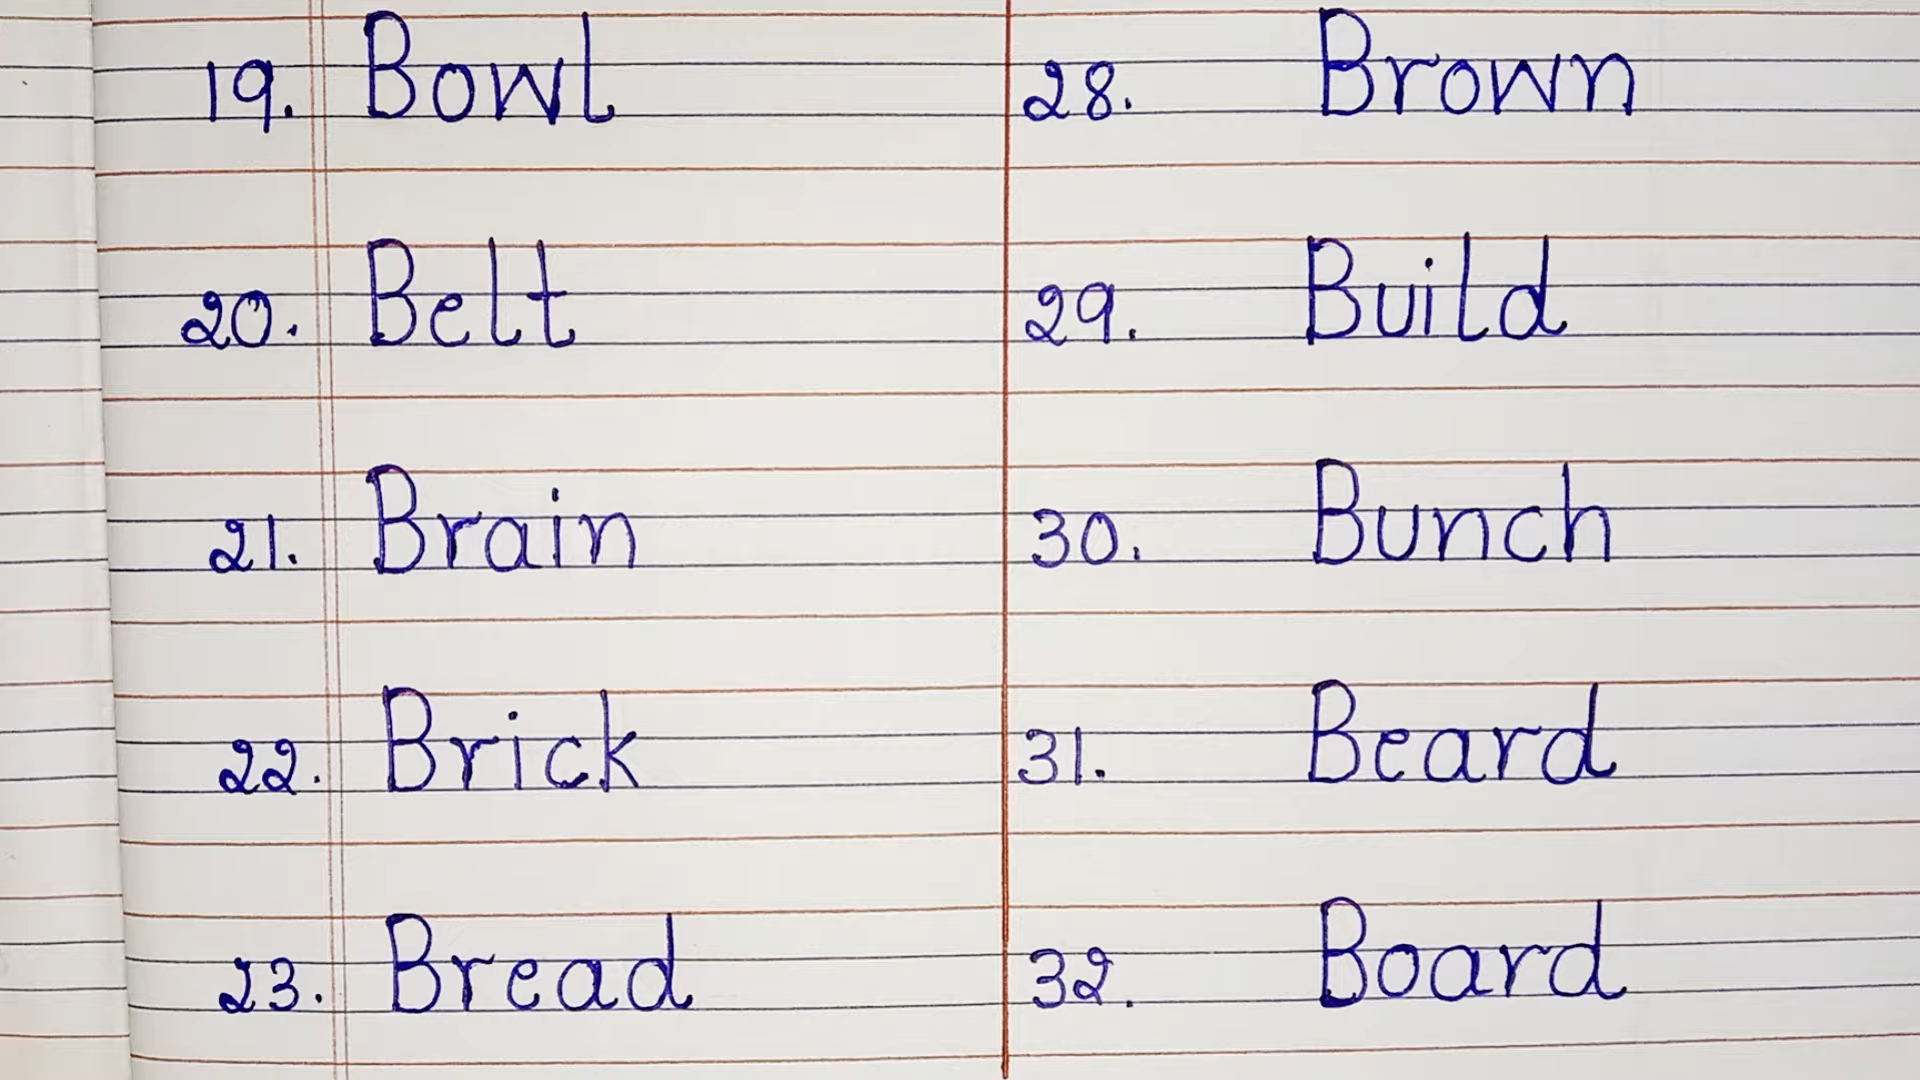 19. Bowl
20. Belt
21. Brain
22. Brick
23. Bread
28. Brown
29. Build
30. Bunch
31. Beard
32. Board